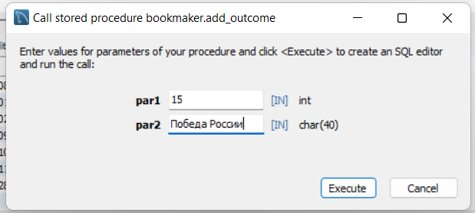 Call stored procedure bookmaker.add_outcome
Enter values for parameters of your procedure and click <Execute> to create an SQL editor
and run the call:
par1 15 [IN] int
par2 Победа России [IN] char(40)
Execute Cancel